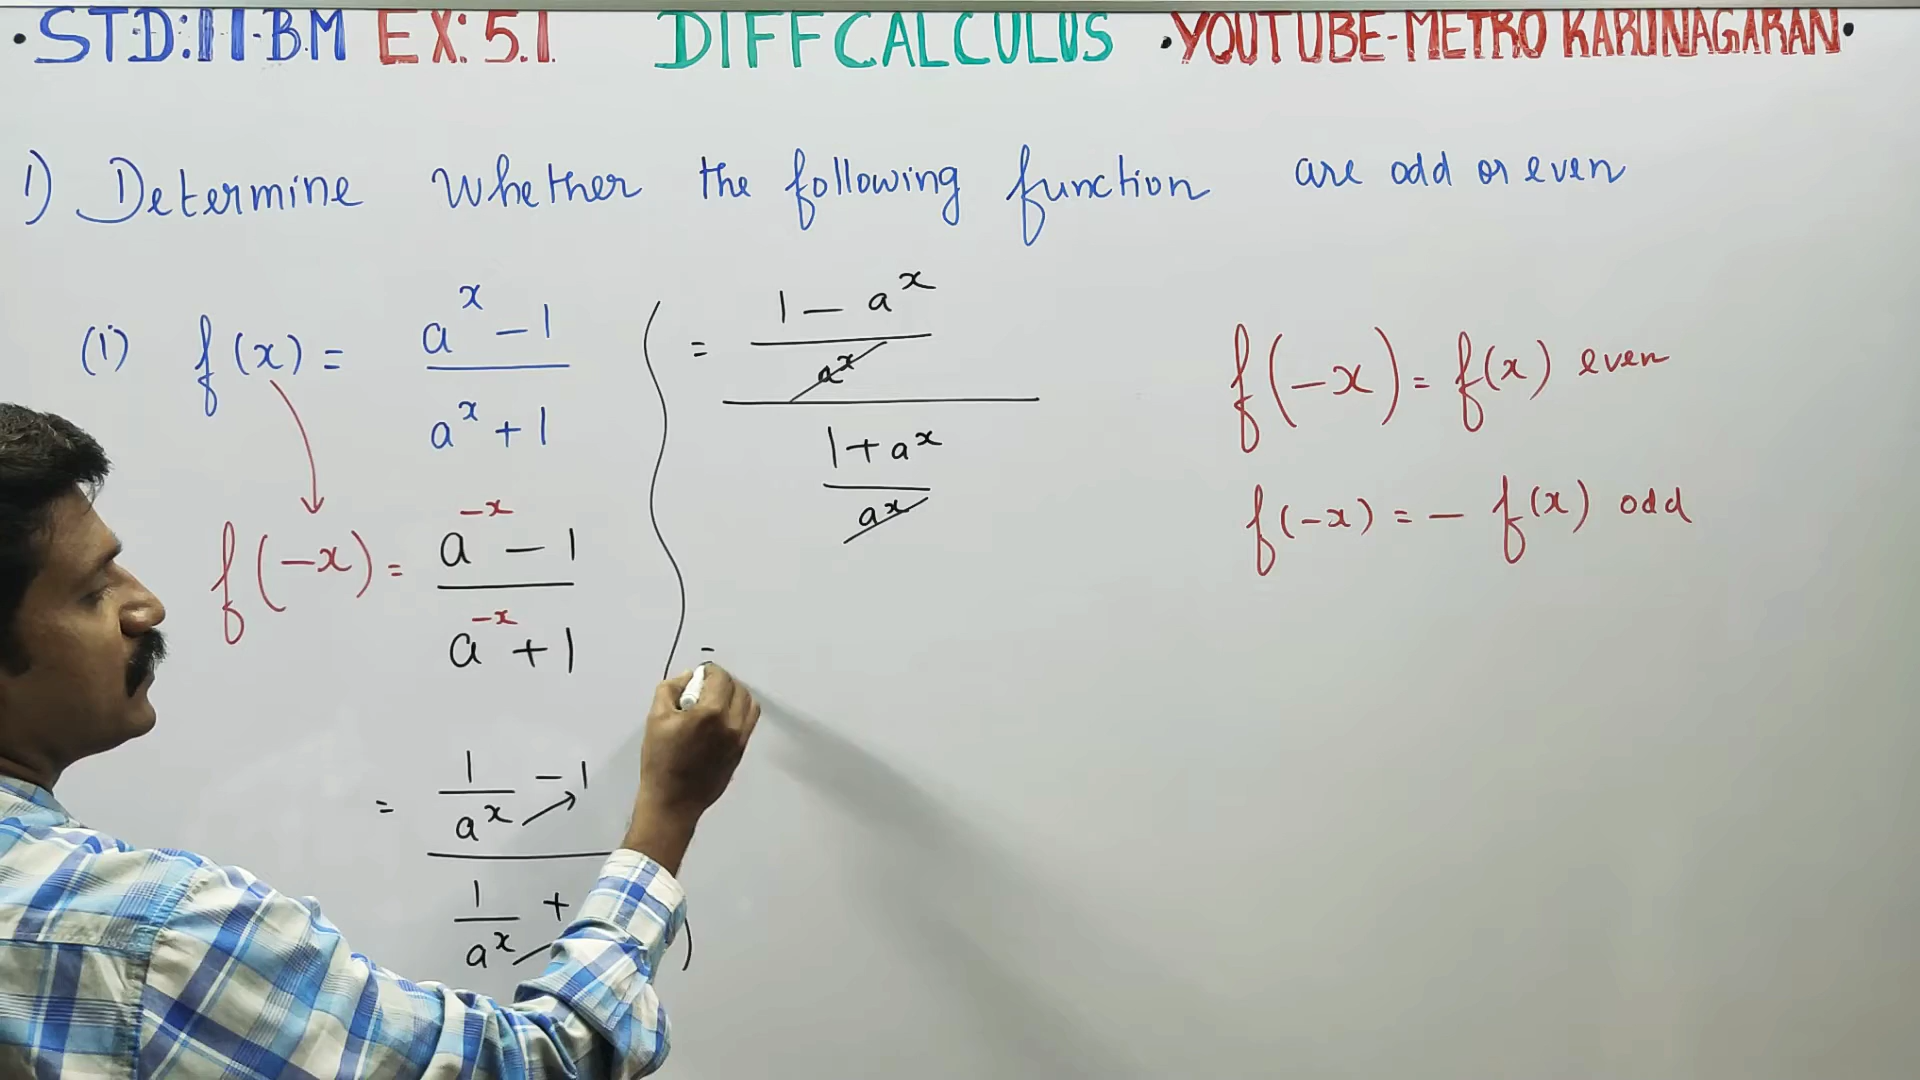 • STD:11-BM EX: 5.1 DIFF CALCULUS • YOUTUBE-METRO KARUNAGARAN •
1) Determine whether the following function are odd or even
(i) f(x) = (a^x - 1) / (a^x + 1)
f(-x) = (a^-x - 1) / (a^-x + 1)
= (1/a^x - 1) / (1/a^x +
= ((1 - a^x) / a^x) / ((1 + a^x) / a^x)
=
f(-x) = f(x) even
f(-x) = - f(x) odd